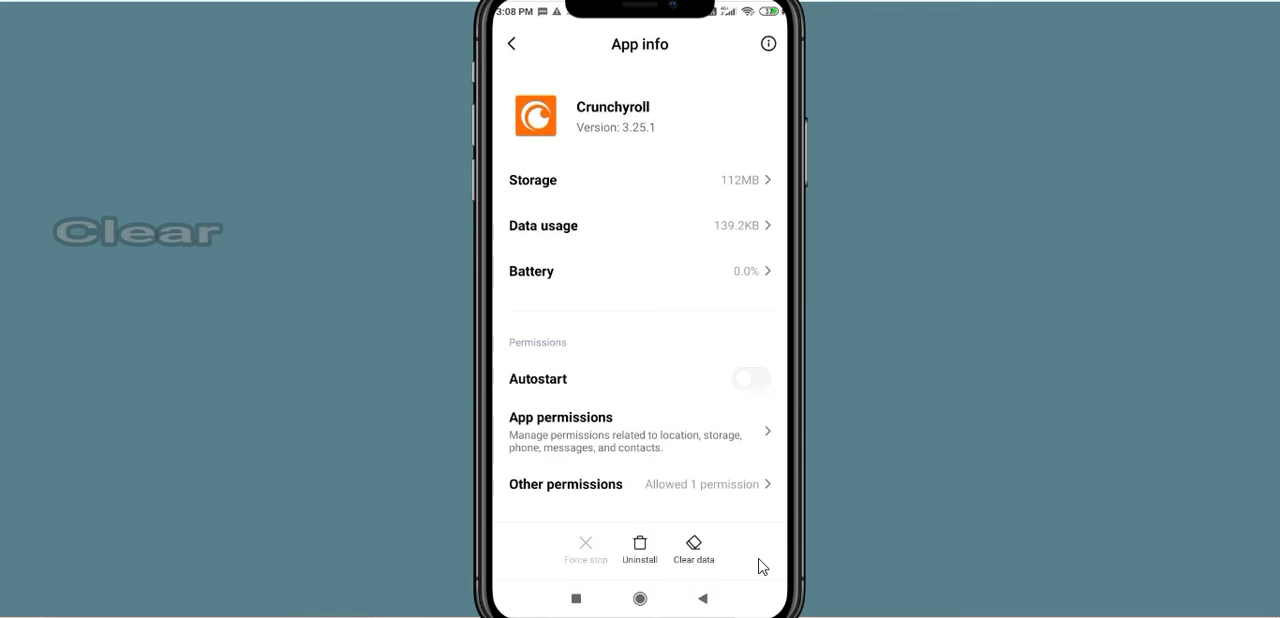 3:08 PM
37
App info
Crunchyroll
Version: 3.25.1
Storage 112MB
Data usage 139.2KB
Clear
Battery 0.0%
Permissions
Autostart
App permissions
Manage permissions related to location, storage,
phone, messages, and contacts.
Other permissions Allowed 1 permission
Force stop Uninstall Clear data